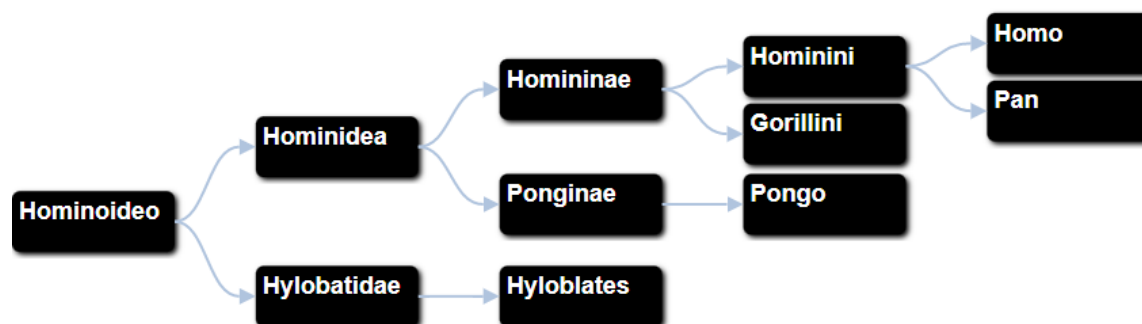 Homo
Hominini
Homininae
Pan
Gorillini
Hominidea
Ponginae
Pongo
Hominoideo
Hylobatidae
Hyloblates